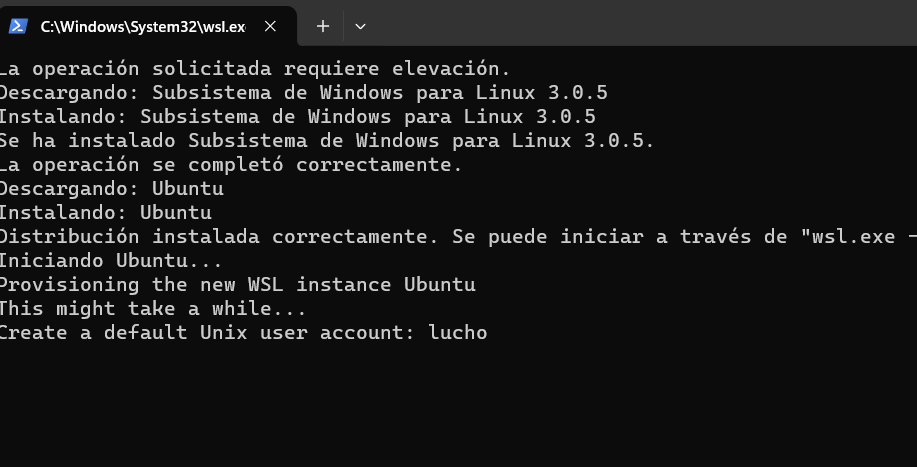 C:\Windows\System32\wsl.ex
La operación solicitada requiere elevación.
Descargando: Subsistema de Windows para Linux 3.0.5
Instalando: Subsistema de Windows para Linux 3.0.5
Se ha instalado Subsistema de Windows para Linux 3.0.5.
La operación se completó correctamente.
Descargando: Ubuntu
Instalando: Ubuntu
Distribución instalada correctamente. Se puede iniciar a través de "wsl.exe -
Iniciando Ubuntu...
Provisioning the new WSL instance Ubuntu
This might take a while...
Create a default Unix user account: lucho